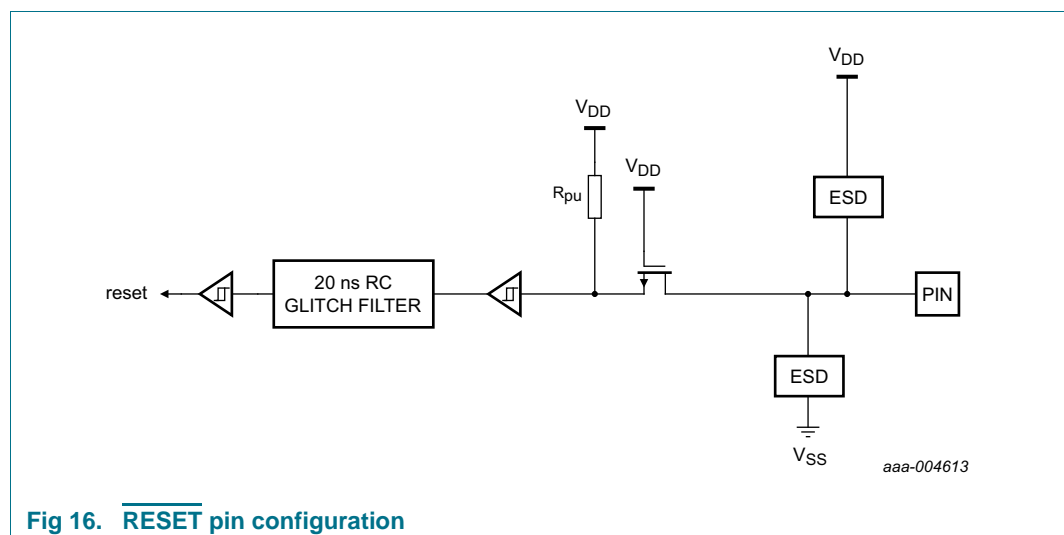 VDD
VDD
VDD
Rpu
ESD
reset
20 ns RC
GLITCH FILTER
PIN
ESD
VSS
aaa-004613
Fig 16. RESET pin configuration